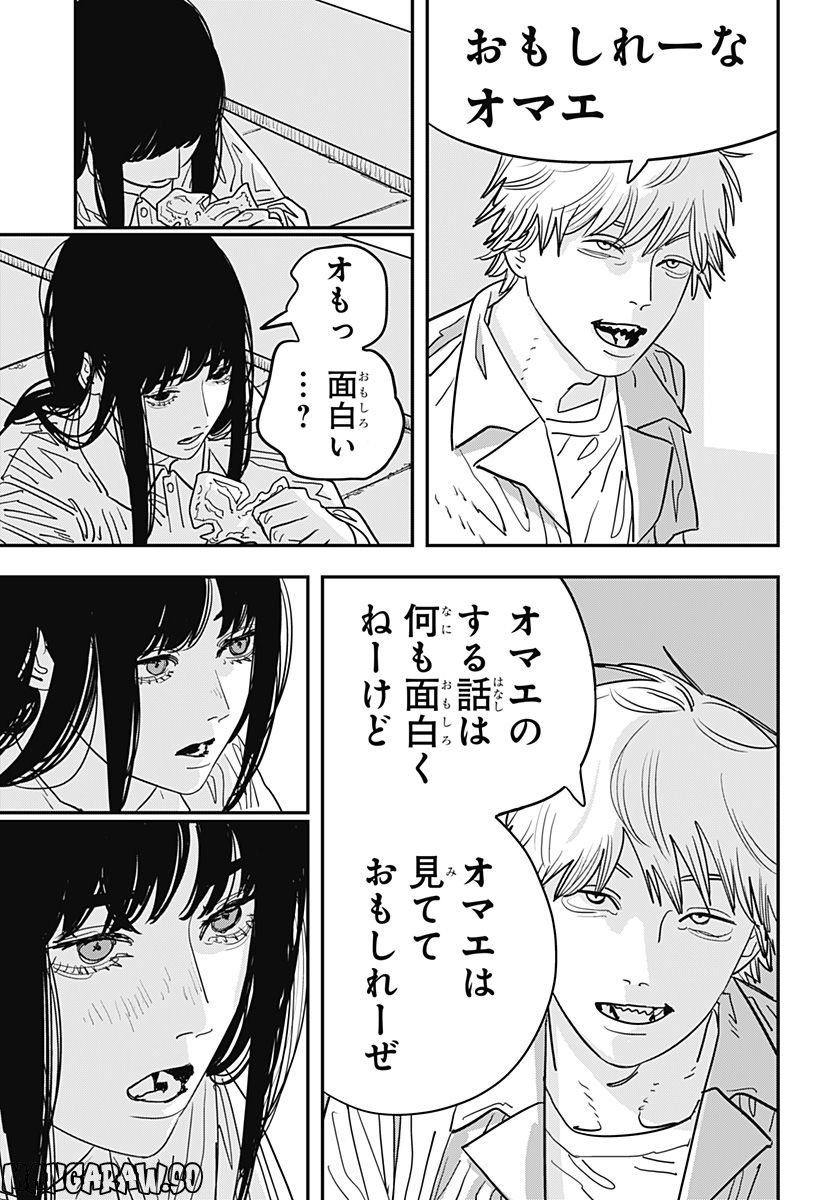 おもしれーな
オマエ
オもっ
面白い
…?
オマエの
する話は
何も面白く
ねーけど
オマエは
見てて
おもしれーぜ
MANGARAW.SO